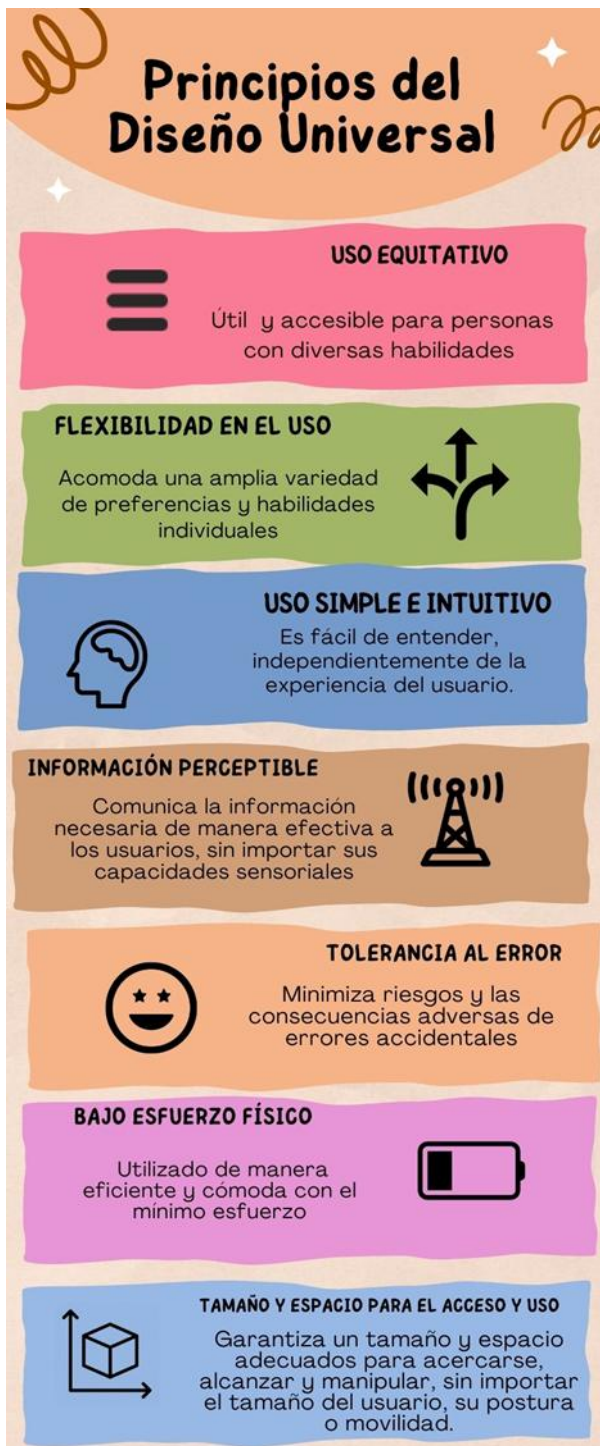 Principios del
Diseño Universal
USO EQUITATIVO
Útil y accesible para personas
con diversas habilidades
FLEXIBILIDAD EN EL USO
Acomoda una amplia variedad
de preferencias y habilidades
individuales
USO SIMPLE E INTUITIVO
Es fácil de entender,
independientemente de la
experiencia del usuario.
INFORMACIÓN PERCEPTIBLE
Comunica la información
necesaria de manera efectiva a
los usuarios, sin importar sus
capacidades sensoriales
TOLERANCIA AL ERROR
Minimiza riesgos y las
consecuencias adversas de
errores accidentales
BAJO ESFUERZO FÍSICO
Utilizado de manera
eficiente y cómoda con el
mínimo esfuerzo
TAMAÑO Y ESPACIO PARA EL ACCESO Y USO
Garantiza un tamaño y espacio
adecuados para acercarse,
alcanzar y manipular, sin importar
el tamaño del usuario, su postura
o movilidad.